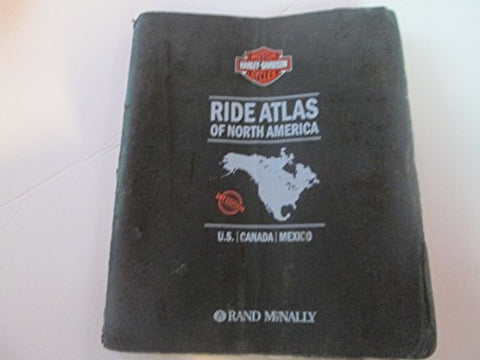 MOTOR
HARLEY-DAVIDSON
CYCLES
RIDE ATLAS
OF NORTH AMERICA
U.S. | CANADA | MEXICO
RAND McNALLY